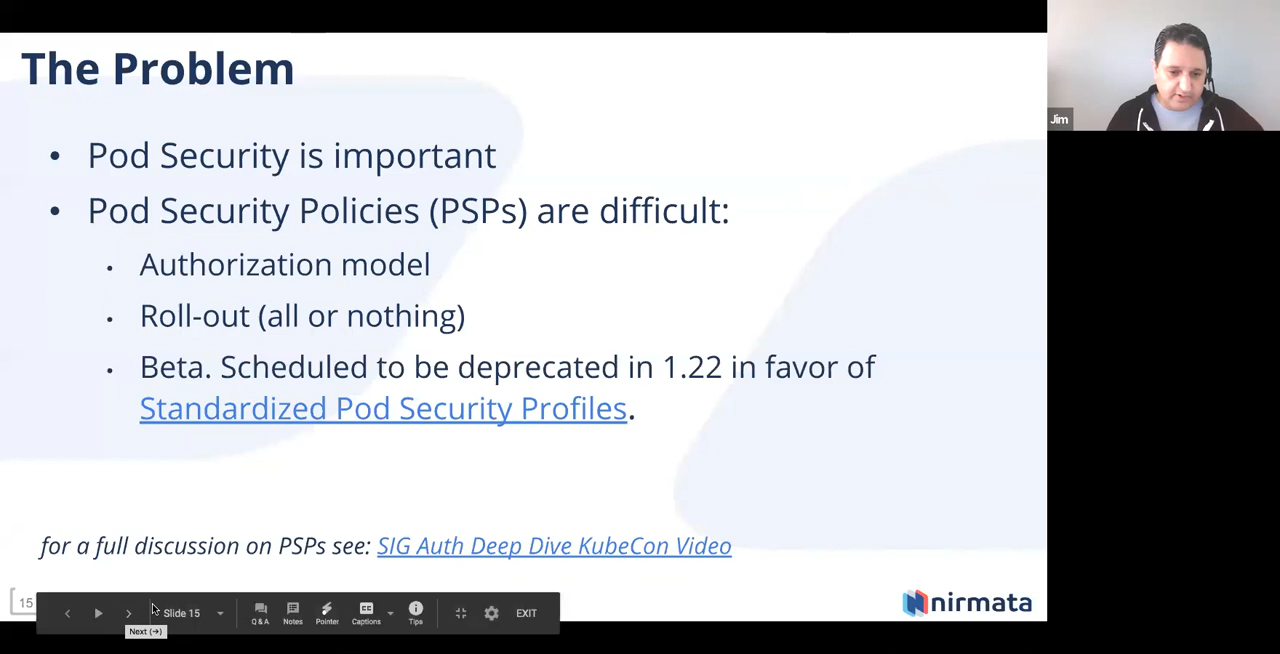 The Problem
• Pod Security is important
• Pod Security Policies (PSPs) are difficult:
• Authorization model
• Roll-out (all or nothing)
• Beta. Scheduled to be deprecated in 1.22 in favor of
Standardized Pod Security Profiles.
for a full discussion on PSPs see: SIG Auth Deep Dive KubeCon Video
15
Slide 15
Q & A
Notes
Pointer
CC
Captions
Tips
EXIT
Next (→)
nirmata
Jim